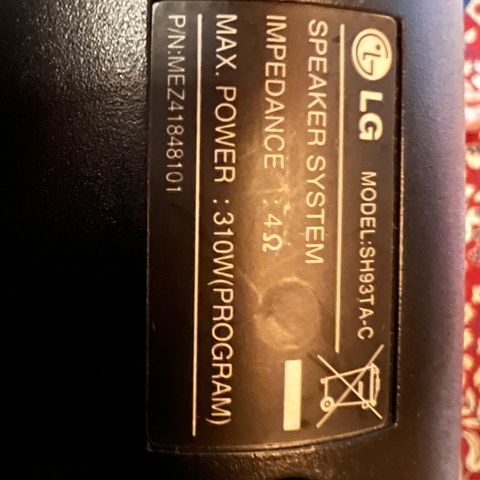 LG MODEL:SH93TA-C
SPEAKER SYSTEM
IMPEDANCE : 4Ω
MAX. POWER : 310W(PROGRAM)
P/N:MEZ41848101